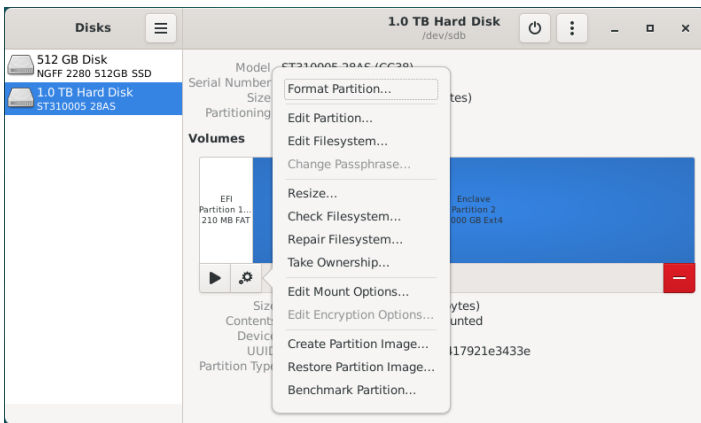 Disks
1.0 TB Hard Disk
/dev/sdb
512 GB Disk
NGFF 2280 512GB SSD
1.0 TB Hard Disk
ST310005 28AS
Model ST310005 28AS (CC38)
Serial Number
Size tes)
Partitioning
Volumes
EFI
Partition 1...
210 MB FAT
Enclave
Partition 2
000 GB Ext4
Format Partition...
Edit Partition...
Edit Filesystem...
Change Passphrase...
Resize...
Check Filesystem...
Repair Filesystem...
Take Ownership...
Edit Mount Options...
Edit Encryption Options...
Create Partition Image...
Restore Partition Image...
Benchmark Partition...
Size ytes)
Contents unted
Device
UUID 417921e3433e
Partition Type